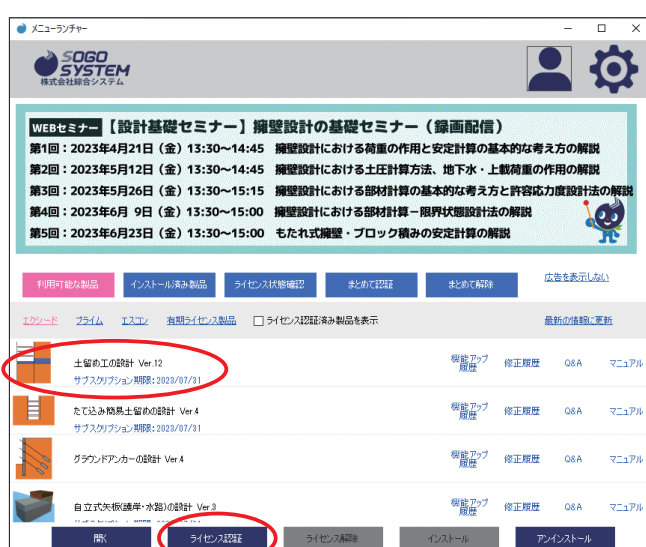 メニューランチャー
SOGO
SYSTEM
株式会社綜合システム
WEBセミナー【設計基礎セミナー】擁壁設計の基礎セミナー（録画配信）
第1回：2023年4月21日（金）13:30～14:45 擁壁設計における荷重の作用と安定計算の基本的な考え方の解説
第2回：2023年5月12日（金）13:30～14:45 擁壁設計における土圧計算方法、地下水・上載荷重の作用の解説
第3回：2023年5月26日（金）13:30～15:15 擁壁設計における部材計算の基本的な考え方と許容応力度設計法の解説
第4回：2023年6月 9日（金）13:30～15:00 擁壁設計における部材計算－限界状態設計法の解説
第5回：2023年6月23日（金）13:30～15:00 もたれ式擁壁・ブロック積みの安定計算の解説
利用可能な製品 インストール済み製品 ライセンス状態確認 まとめて認証 まとめて解除 広告を表示しない
エクシード プライム エスコン 有期ライセンス製品 ライセンス認証済み製品を表示 最新の情報に更新
土留め工の設計 Ver.12 機能アップ履歴 修正履歴 Q&A マニュアル
サブスクリプション期限：2023/07/31
たて込み簡易土留めの設計 Ver.4 機能アップ履歴 修正履歴 Q&A マニュアル
サブスクリプション期限：2023/07/31
グラウンドアンカーの設計 Ver.4 機能アップ履歴 修正履歴 Q&A マニュアル
自立式矢板(護岸・水路)の設計 Ver.3 機能アップ履歴 修正履歴 Q&A マニュアル
開く ライセンス認証 ライセンス解除 インストール アンインストール